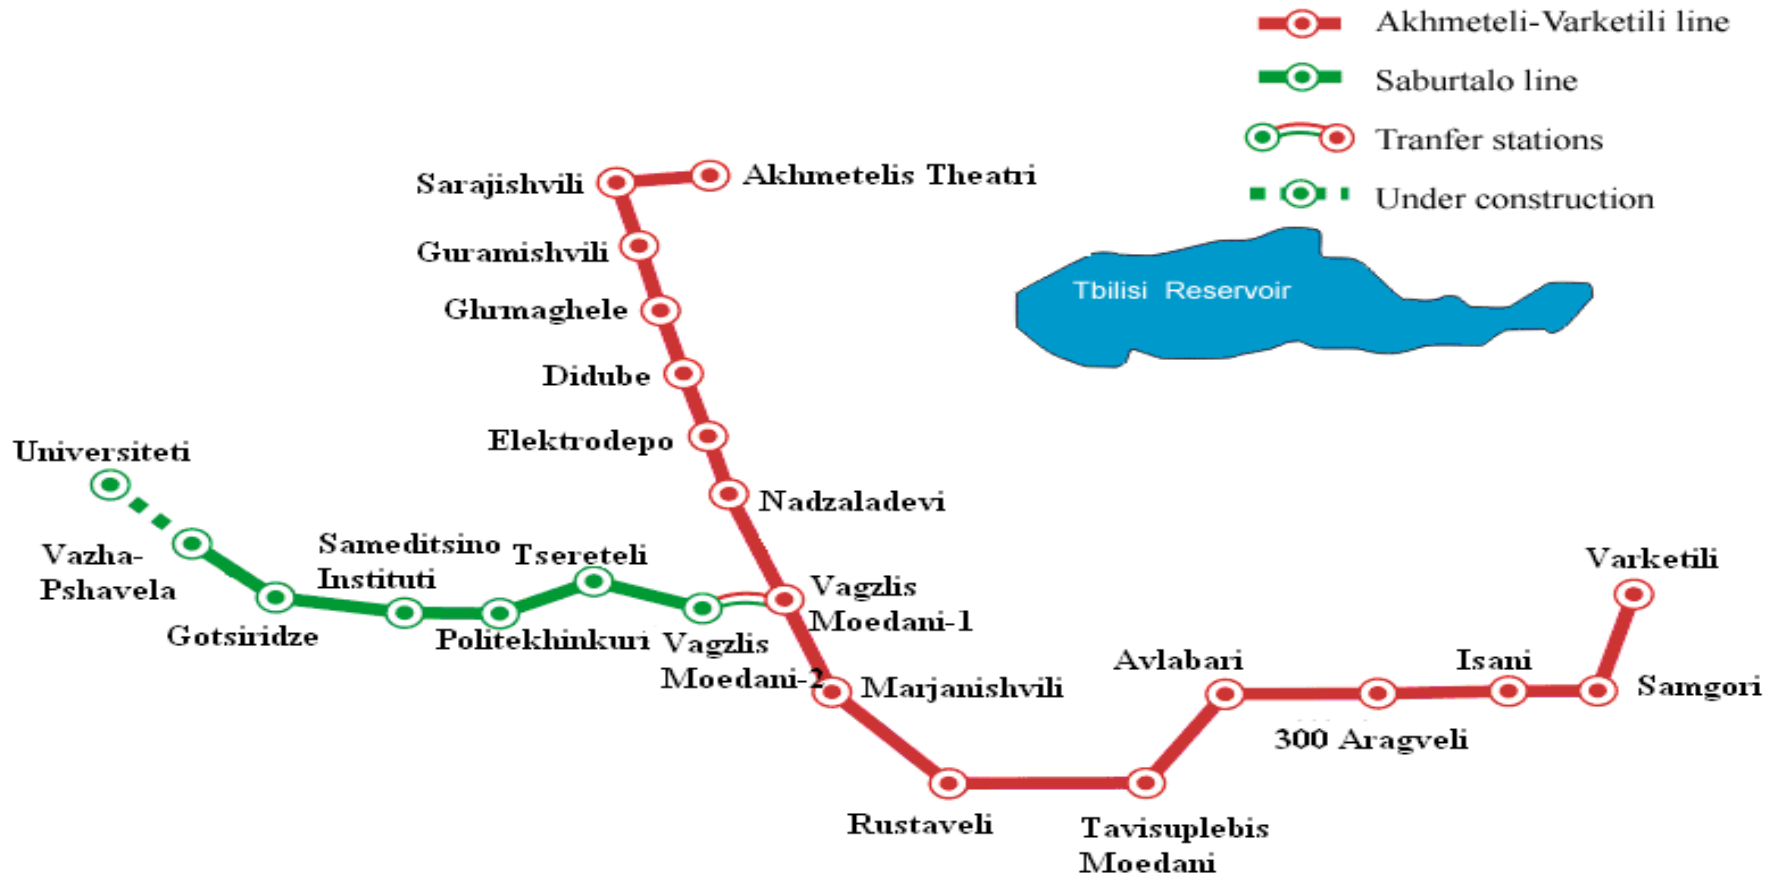 Akhmeteli-Varketili line
Saburtalo line
Tranfer stations
Under construction
Sarajishvili
Akhmetelis Theatri
Guramishvili
Ghrmaghele
Tbilisi Reservoir
Didube
Elektrodepo
Universiteti
Nadzaladevi
Vazha-
Pshavela
Sameditsino
Instituti
Tsereteli
Varketili
Gotsiridze
Politekhinkuri
Vagzlis
Moedani-2
Vagzlis
Moedani-1
Marjanishvili
Avlabari
Isani
Samgori
300 Aragveli
Rustaveli
Tavisuplebis
Moedani